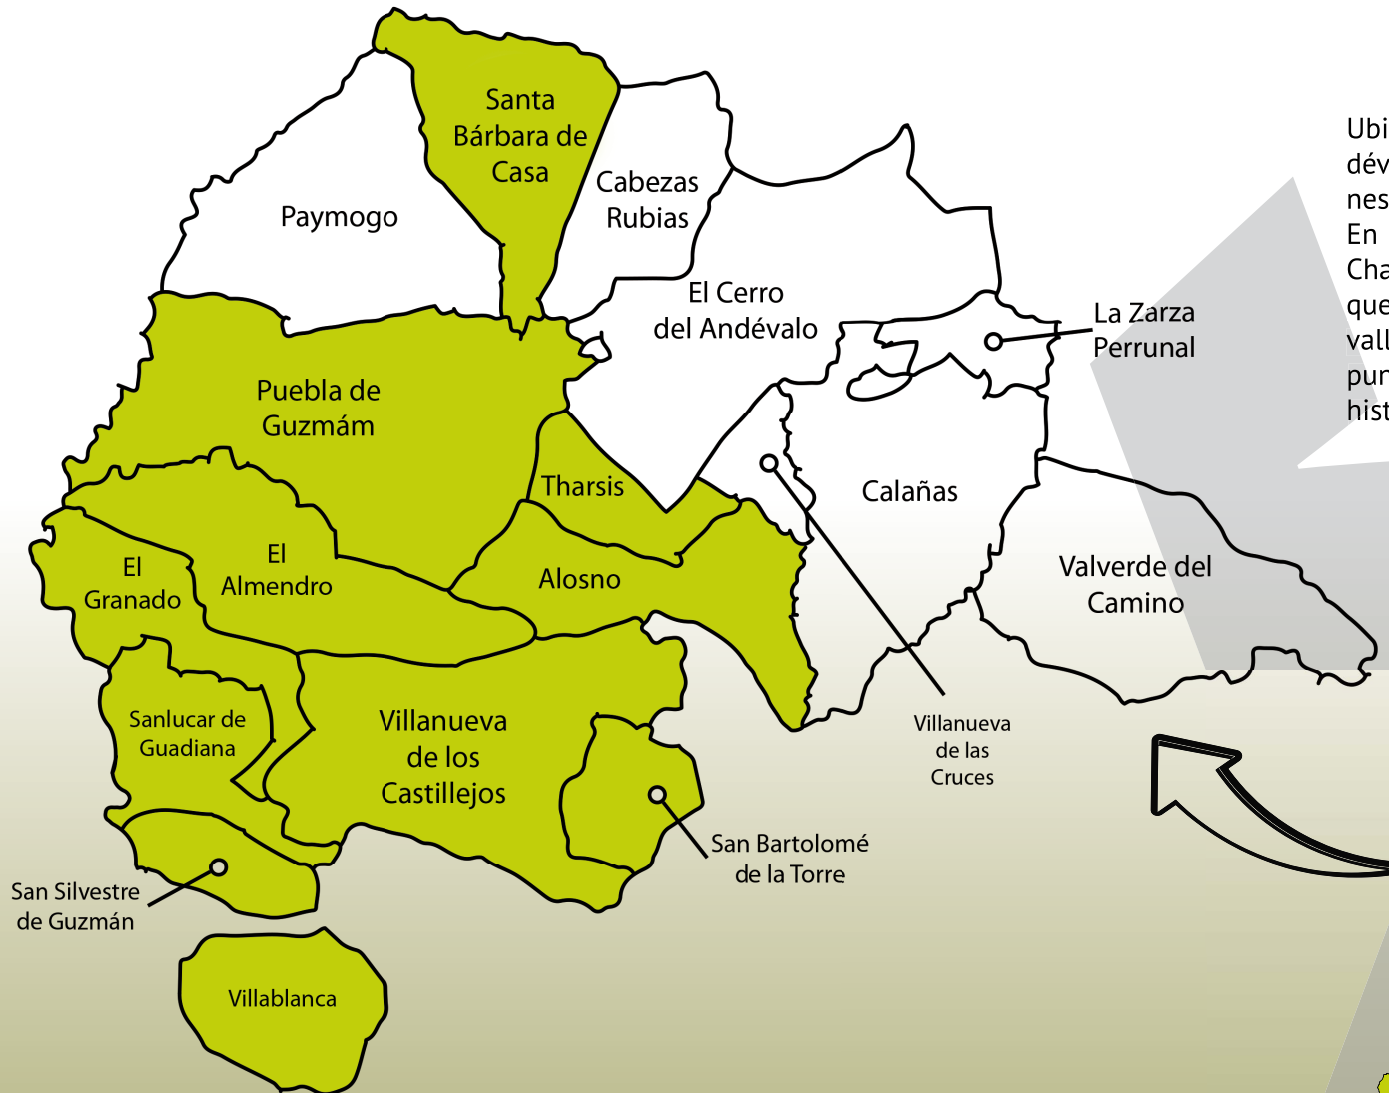 Santa
Bárbara de
Casa
Cabezas
Rubias
Paymogo
El Cerro
del Andévalo
La Zarza
Perrunal
Puebla de
Guzmám
Tharsis
Calañas
El
Granado
El
Almendro
Alosno
Valverde del
Camino
Sanlucar de
Guadiana
Villanueva
de los
Castillejos
Villanueva
de las
Cruces
San Bartolomé
de la Torre
San Silvestre
de Guzmán
Villablanca
Ubi
dév
nes
En
Cha
que
vall
pun
hist